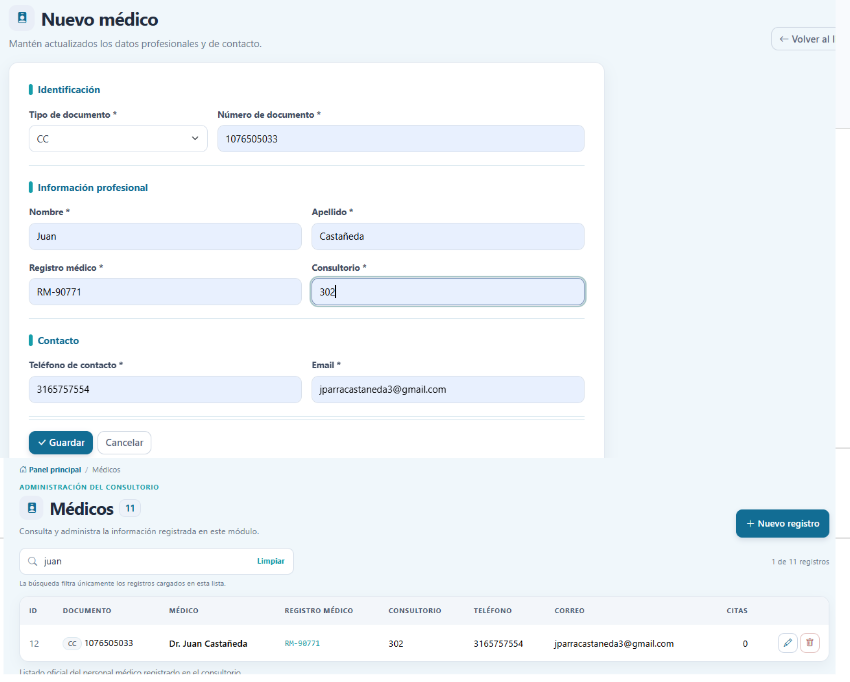 Nuevo médico
Mantén actualizados los datos profesionales y de contacto.
← Volver al l
Identificación
Tipo de documento * Número de documento *
CC 1076505033
Información profesional
Nombre * Apellido *
Juan Castañeda
Registro médico * Consultorio *
RM-90771 302
Contacto
Teléfono de contacto * Email *
3165757554 jparracastaneda3@gmail.com
✓ Guardar Cancelar
Panel principal / Médicos
ADMINISTRACIÓN DEL CONSULTORIO
Médicos 11
+ Nuevo registro
Consulta y administra la información registrada en este módulo.
juan Limpiar 1 de 11 registros
La búsqueda filtra únicamente los registros cargados en esta lista.
ID DOCUMENTO MÉDICO REGISTRO MÉDICO CONSULTORIO TELÉFONO CORREO CITAS
12 CC 1076505033 Dr. Juan Castañeda RM-90771 302 3165757554 jparracastaneda3@gmail.com 0
Listado oficial del personal médico registrado en el consultorio.